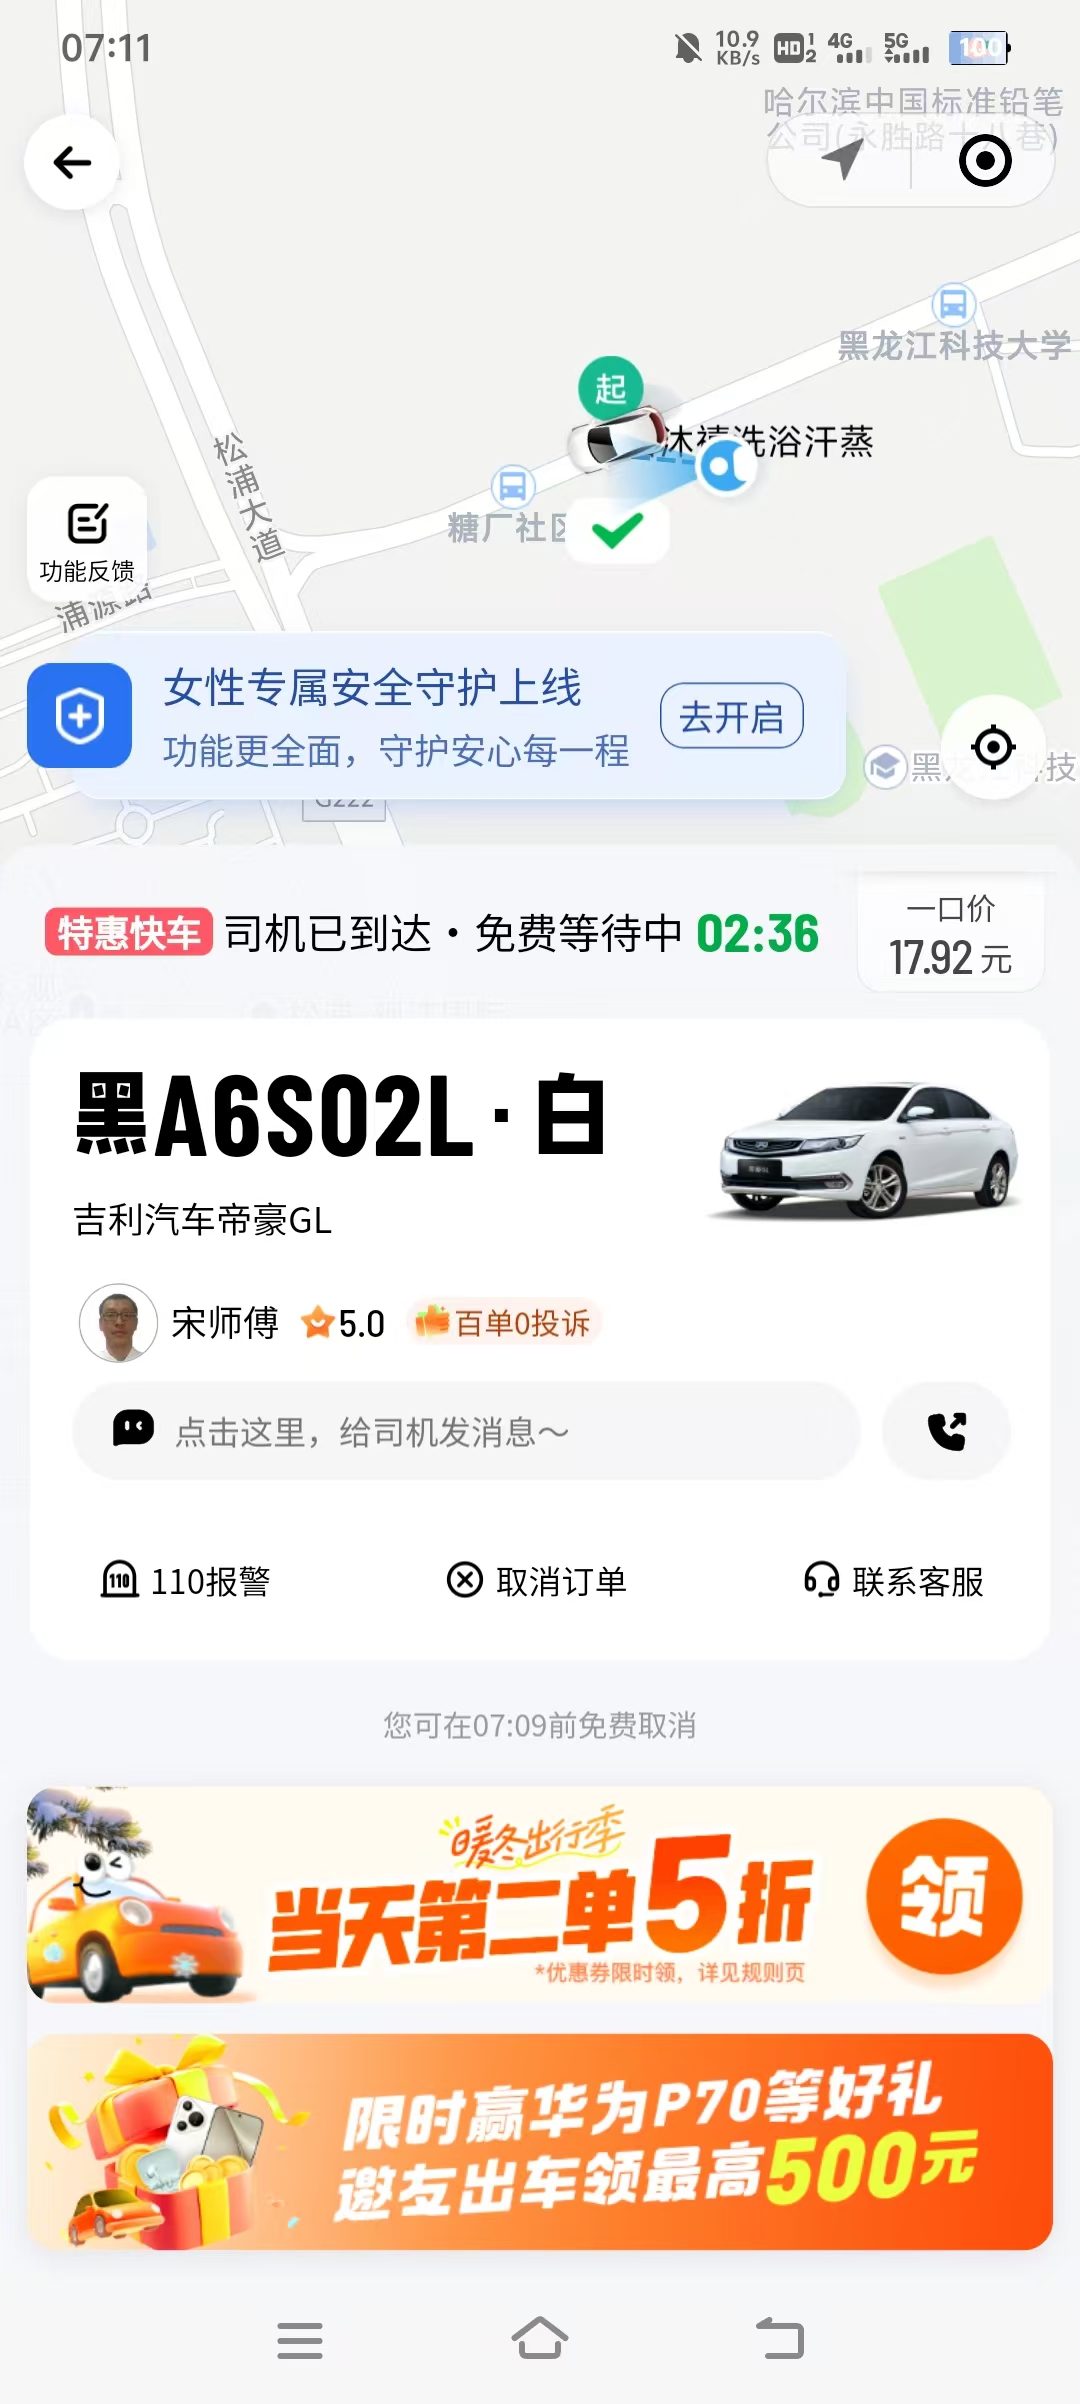 07:11
10.9 KB/s HD 1 2 4G 5G 100
哈尔滨中国标准铅笔
公司(永胜路十八巷)
黑龙江科技大学
起
沐禧洗浴汗蒸
松浦大道
糖厂社区
功能反馈
浦源路
女性专属安全守护上线
功能更全面，守护安心每一程
去开启
G222
特惠快车 司机已到达・免费等待中 02:36
一口价
17.92 元
黑A6S02L·白
吉利汽车帝豪GL
宋师傅 5.0 百单0投诉
点击这里，给司机发消息～
110报警 取消订单 联系客服
您可在07:09前免费取消
暖冬出行季
当天第二单5折
领
*优惠券限时领，详见规则页
限时赢华为P70等好礼
邀友出车领最高500元